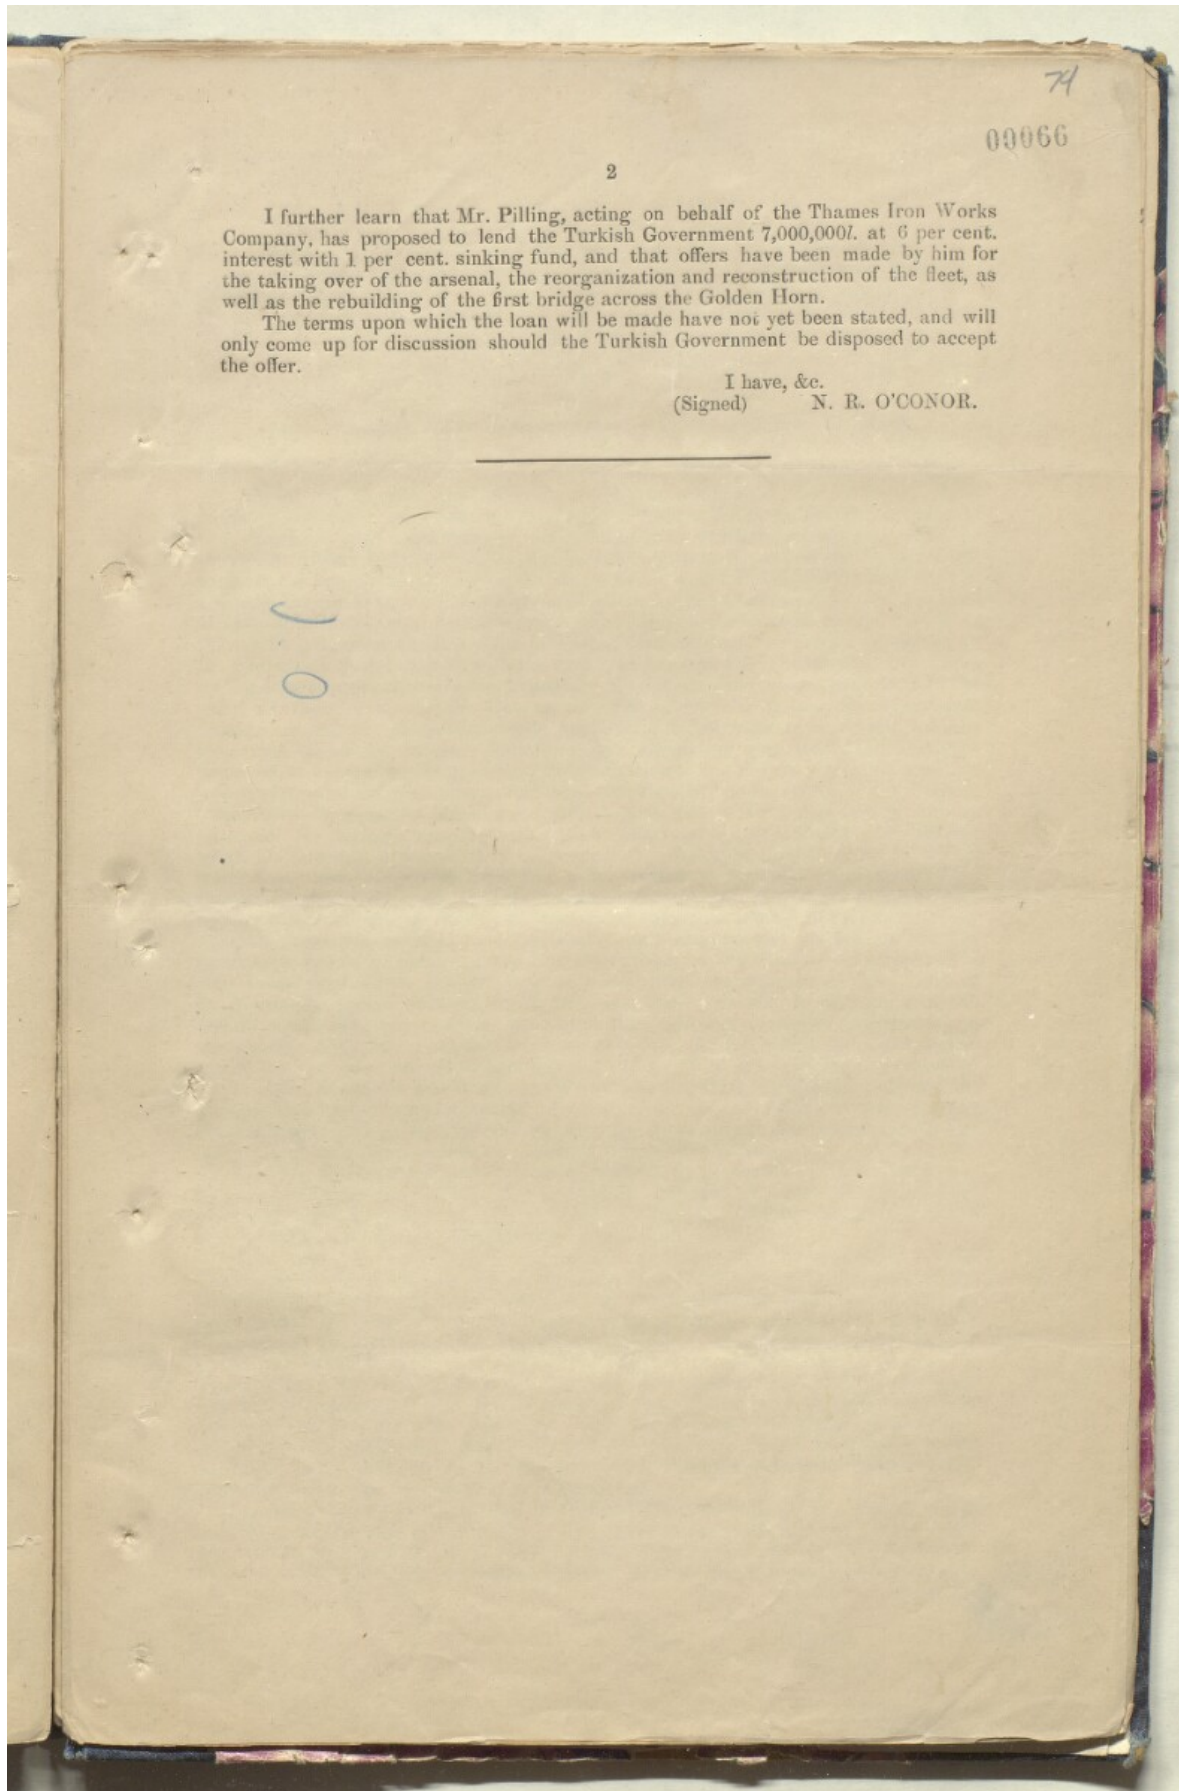 74
00066
2
I further learn that Mr. Pilling, acting on behalf of the Thames Iron Works
Company, has proposed to lend the Turkish Government 7,000,000l. at 6 per cent.
interest with 1 per cent. sinking fund, and that offers have been made by him for
the taking over of the arsenal, the reorganization and reconstruction of the fleet, as
well as the rebuilding of the first bridge across the Golden Horn.
The terms upon which the loan will be made have not yet been stated, and will
only come up for discussion should the Turkish Government be disposed to accept
the offer.
I have, &c.
(Signed) N. R. O'CONOR.